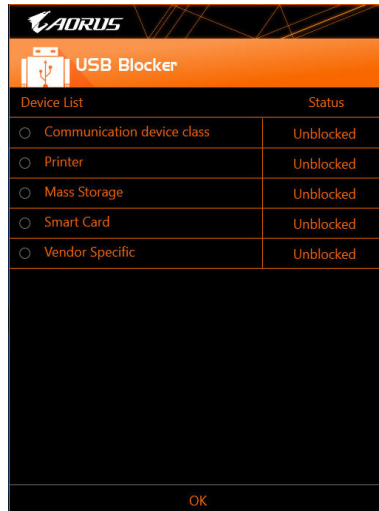 AORUS
USB Blocker
Device List Status
Communication device class Unblocked
Printer Unblocked
Mass Storage Unblocked
Smart Card Unblocked
Vendor Specific Unblocked
OK